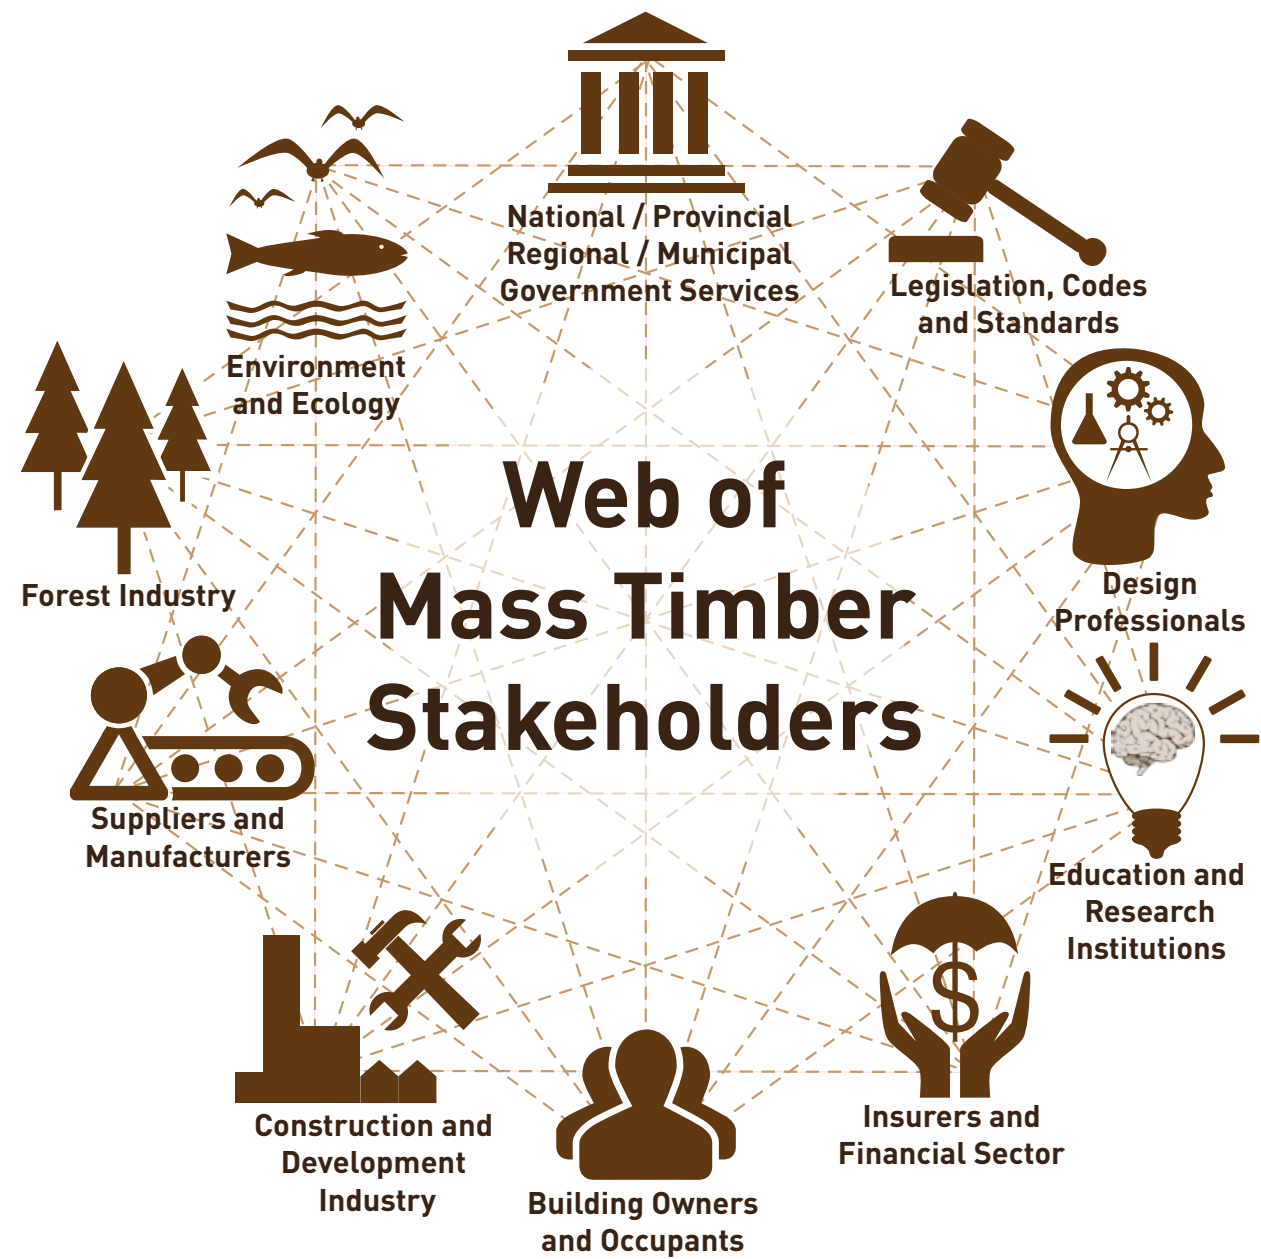 National / Provincial
Regional / Municipal
Government Services
Legislation, Codes
and Standards
Environment
and Ecology
Web of
Mass Timber
Stakeholders
Design
Professionals
Forest Industry
Suppliers and
Manufacturers
Education and
Research
Institutions
$
Insurers and
Financial Sector
Construction and
Development
Industry
Building Owners
and Occupants